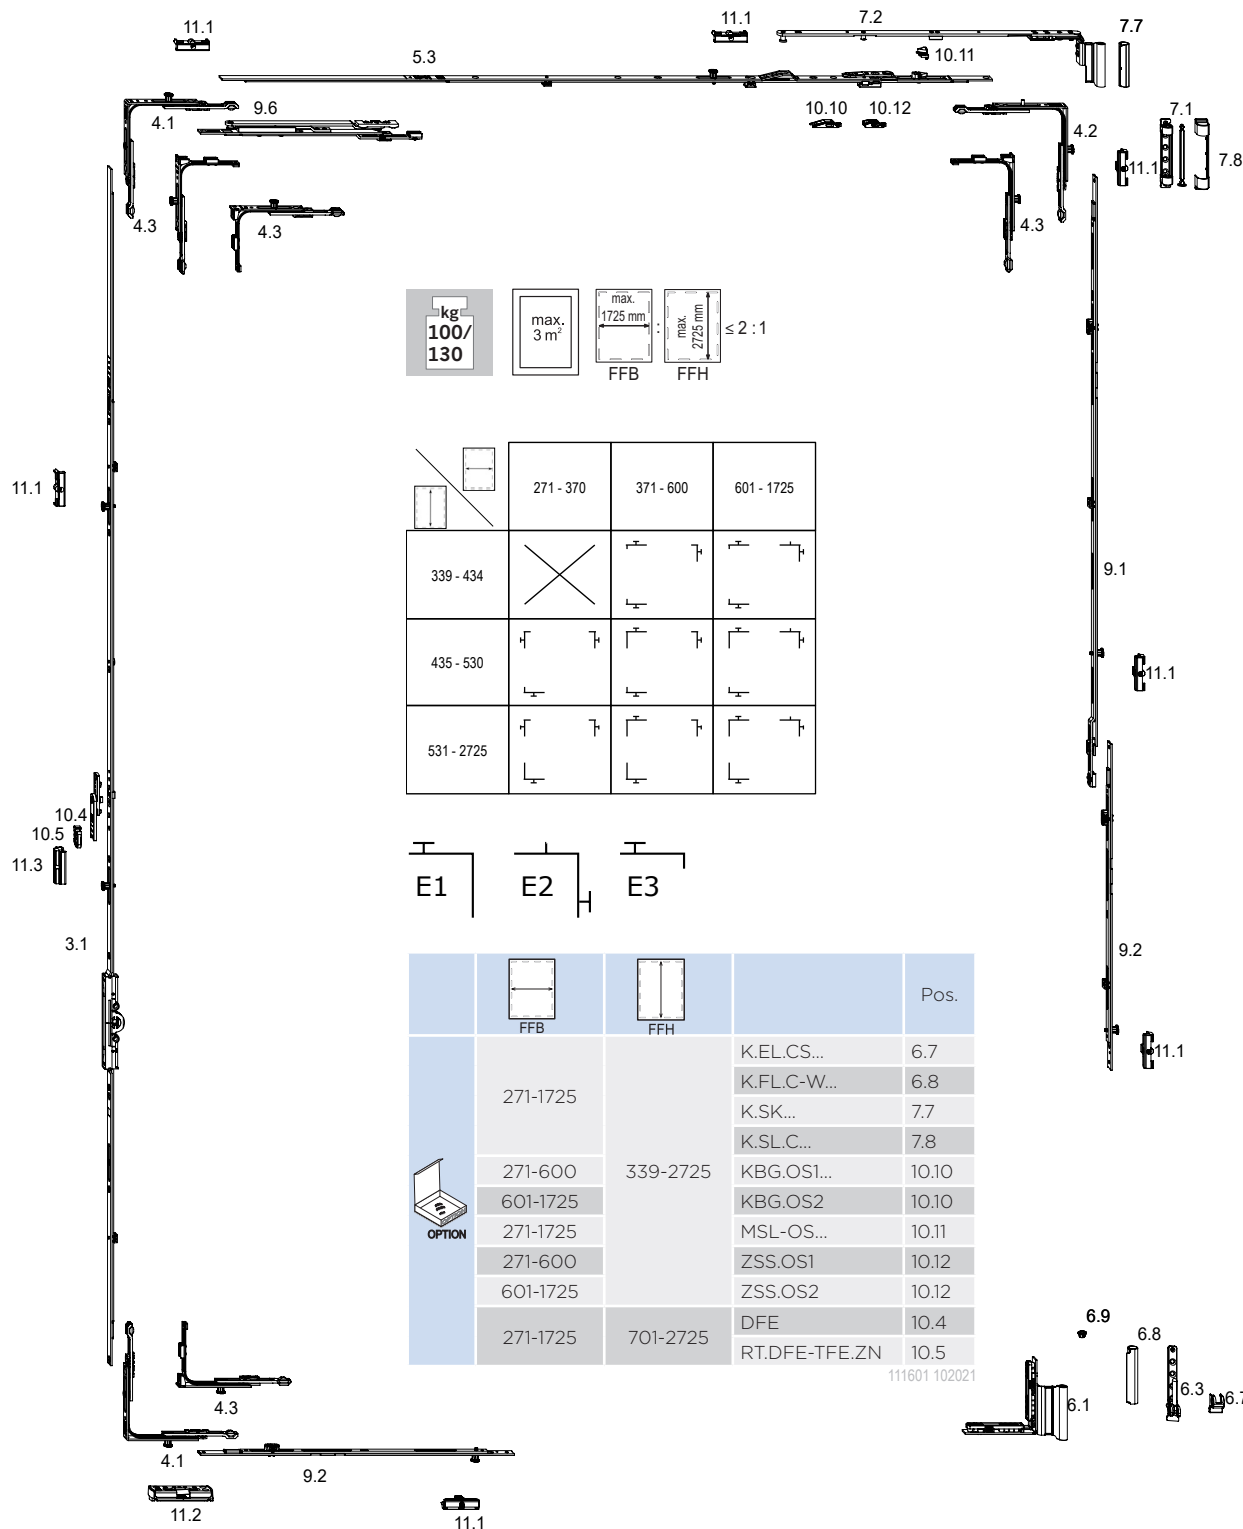 11.1
11.1
7.2
7.7
5.3
10.11
4.1
9.6
10.10
10.12
7.1
4.2
11.1
7.8
4.3
4.3
4.3
kg
100/
130
max.
3 m²
max.
1725 mm
FFB
:
max.
2725 mm
FFH
≤ 2 : 1
11.1
271 - 370
371 - 600
601 - 1725
339 - 434
435 - 530
531 - 2725
9.1
11.1
10.4
10.5
11.3
E1
E2
E3
3.1
9.2
11.1
FFB
FFH
Pos.
OPTION
271-1725
339-2725
K.EL.CS...
6.7
K.FL.C-W...
6.8
K.SK...
7.7
K.SL.C...
7.8
271-600
KBG.OS1...
10.10
601-1725
KBG.OS2
10.10
271-1725
MSL-OS...
10.11
271-600
ZSS.OS1
10.12
601-1725
ZSS.OS2
10.12
271-1725
701-2725
DFE
10.4
RT.DFE-TFE.ZN
10.5
111601 102021
6.9
6.8
6.3
6.7
6.1
4.3
4.1
9.2
11.2
11.1